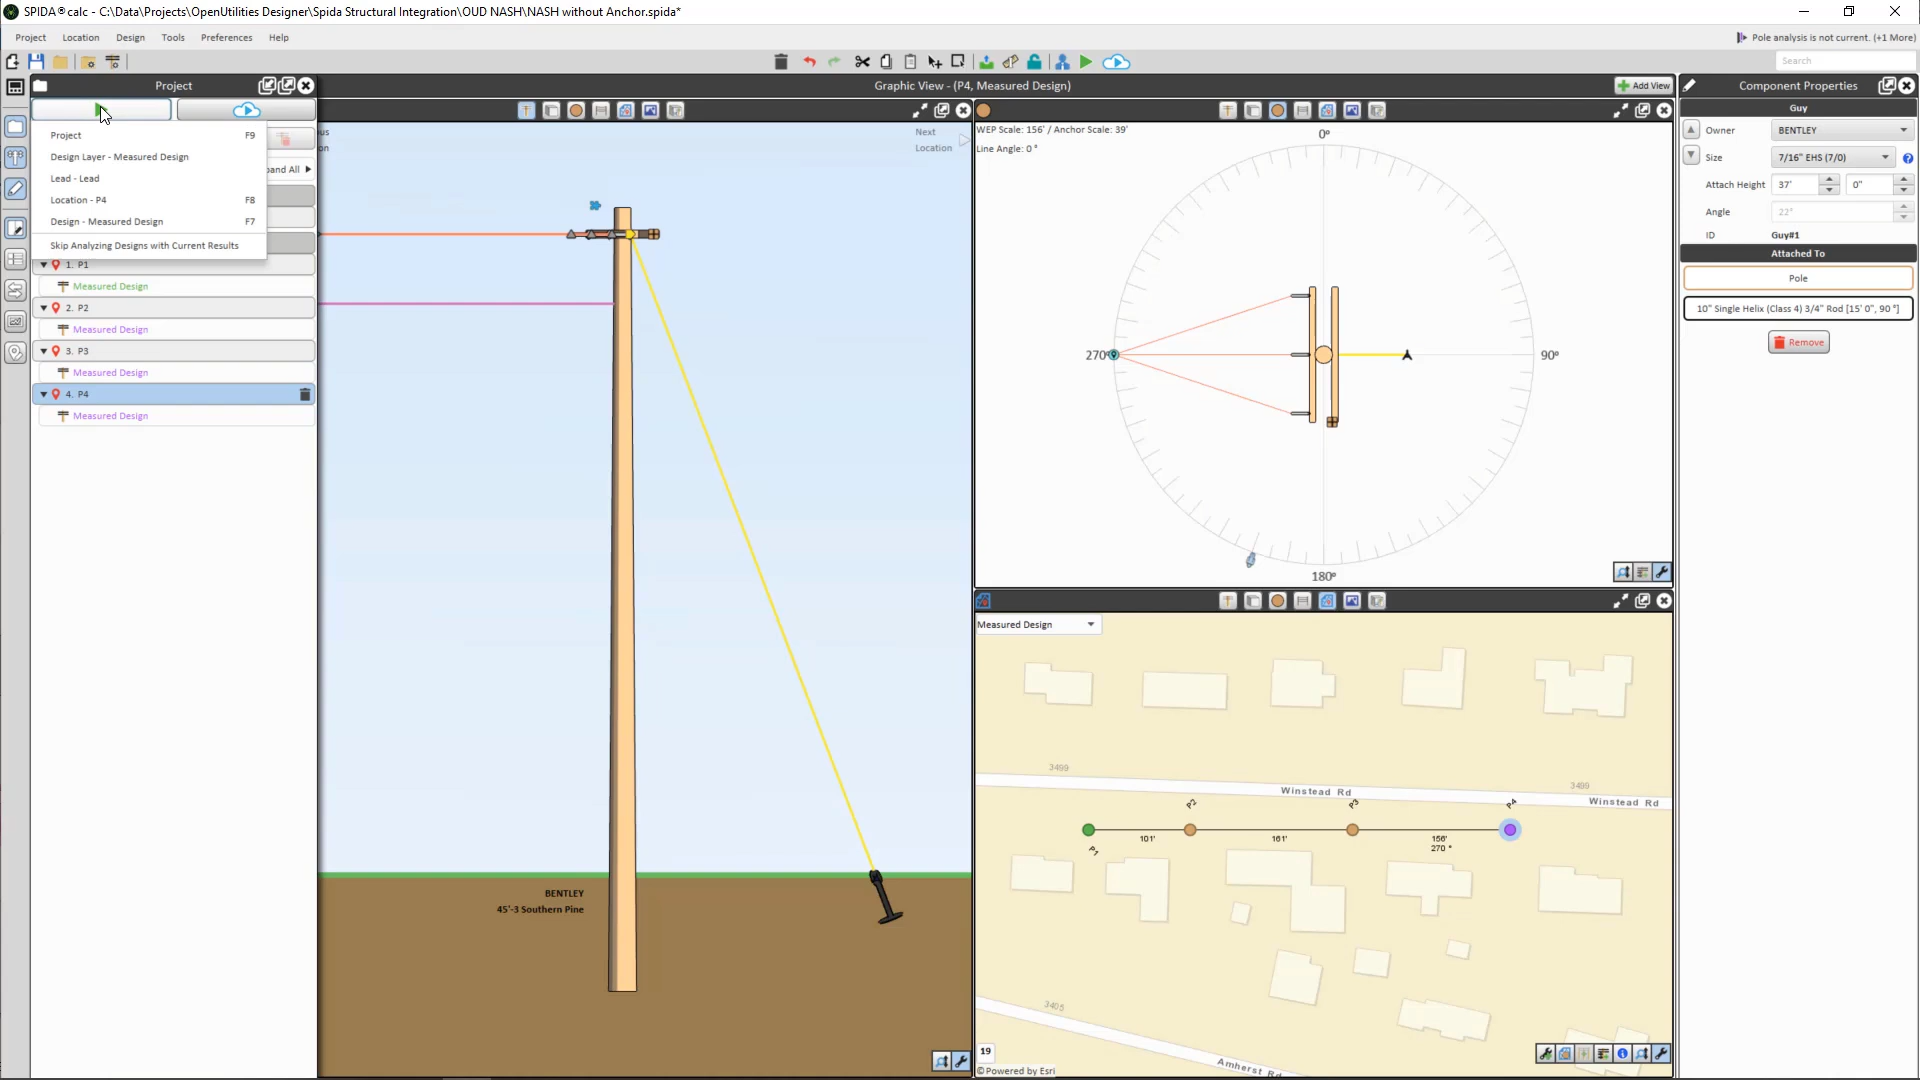 SPIDA®calc - C:\Data\Projects\OpenUtilities Designer\Spida Structural Integration\OUD NASH\NASH without Anchor.spida*
Project Location Design Tools Preferences Help
Pole analysis is not current. (+1 More)
Search
Project
Graphic View - (P4, Measured Design)
Add View
Component Properties
Project F9
Design Layer - Measured Design
Lead - Lead
Location - P4 F8
Design - Measured Design F7
Skip Analyzing Designs with Current Results
1. P1
Measured Design
2. P2
Measured Design
3. P3
Measured Design
4. P4
Measured Design
Next
Location
BENTLEY
45'-3 Southern Pine
WEP Scale: 156' / Anchor Scale: 39'
Line Angle: 0 °
0°
270°
90°
180°
Measured Design
3499
3499
Winstead Rd
Winstead Rd
P1
P2
P3
P4
101'
161'
156'
270 °
3405
Amherst Rd
19
©Powered by Esri
Guy
Owner BENTLEY
Size 7/16" EHS (7/0)
Attach Height 37' 0"
Angle 22°
ID Guy#1
Attached To
Pole
10" Single Helix (Class 4) 3/4" Rod [15' 0", 90 °]
Remove